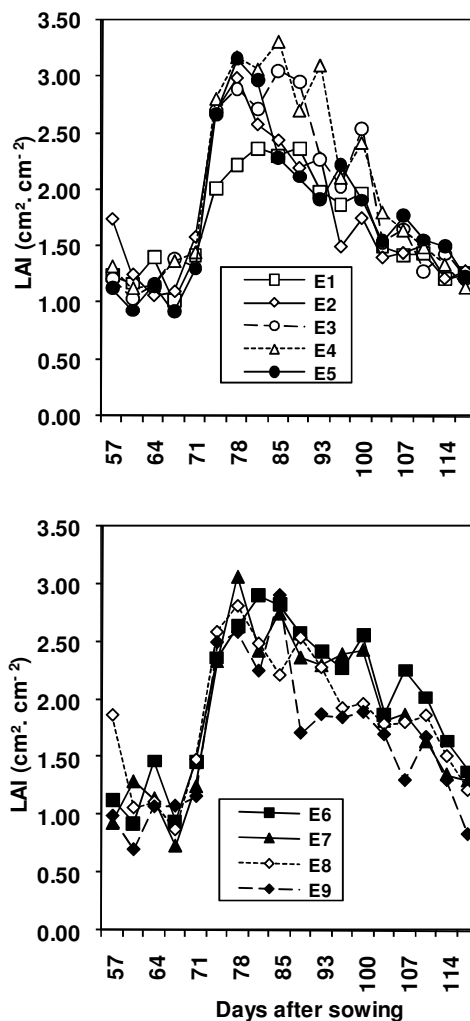 3.50
3.00
2.50
2.00
1.50
1.00
0.50
0.00
LAI (cm². cm⁻²)
E1
E2
E3
E4
E5
57
64
71
78
85
93
100
107
114
3.50
3.00
2.50
2.00
1.50
1.00
0.50
0.00
LAI (cm². cm⁻²)
E6
E7
E8
E9
57
64
71
78
85
93
100
107
114
Days after sowing